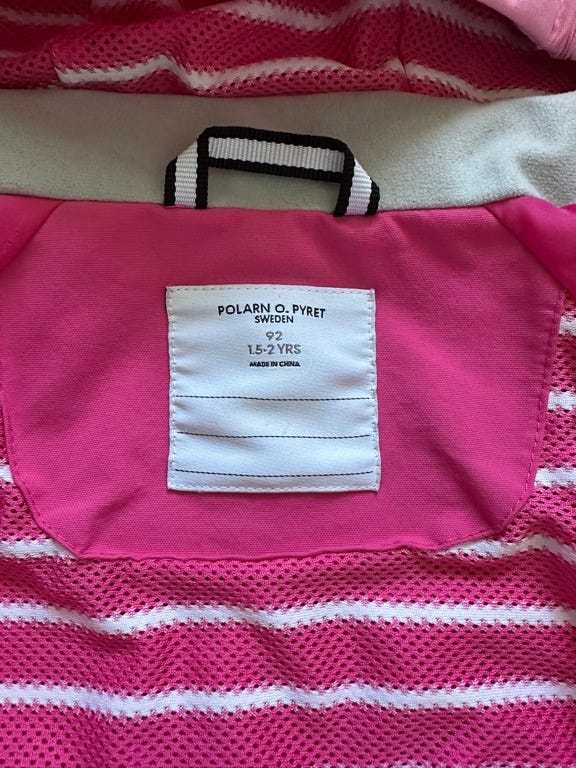 POLARN O. PYRET
SWEDEN
92
1.5-2 YRS
MADE IN CHINA